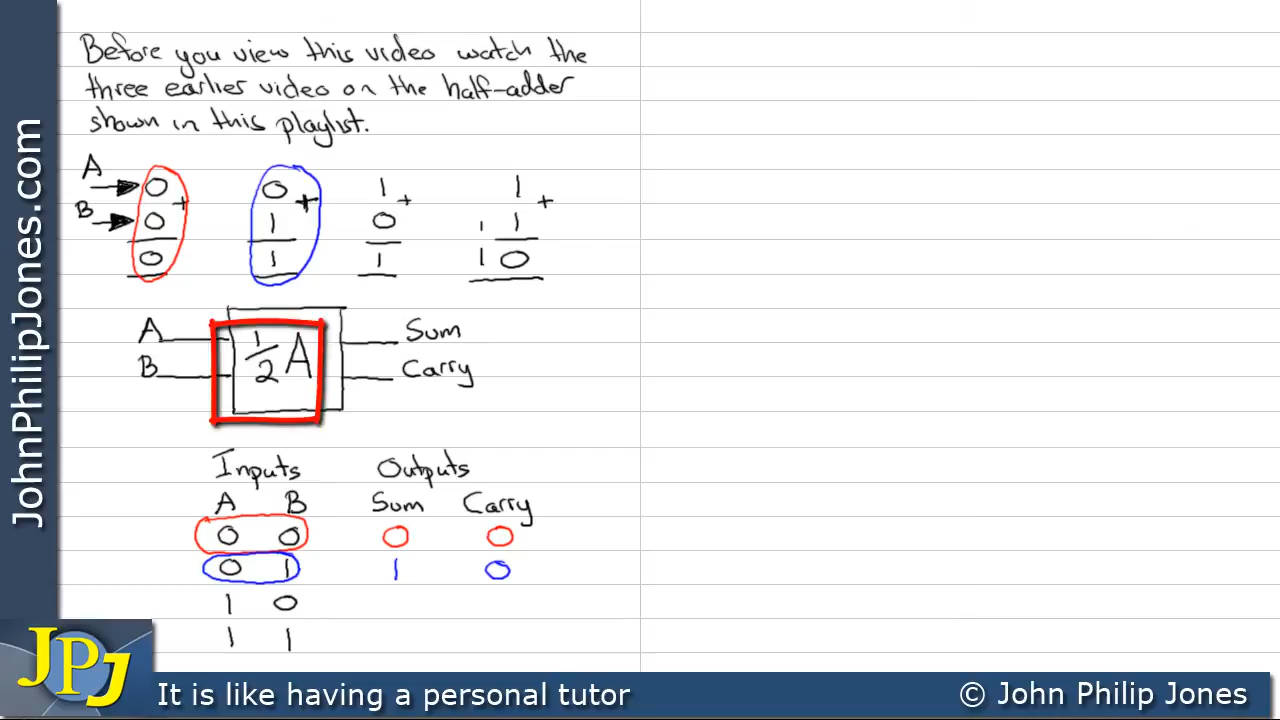 Before you view this video watch the
three earlier video on the half-adder
shown in this playlist.
A 0 + 0 + 1 + 1 +
B 0 1 0 1 1
0 1 1 1 0
A 1/2 A Sum
B Carry
Inputs Outputs
A B Sum Carry
0 0 0 0
0 1 1 0
1 0
1 1
JohnPhilipJones.com
JPJ It is like having a personal tutor © John Philip Jones